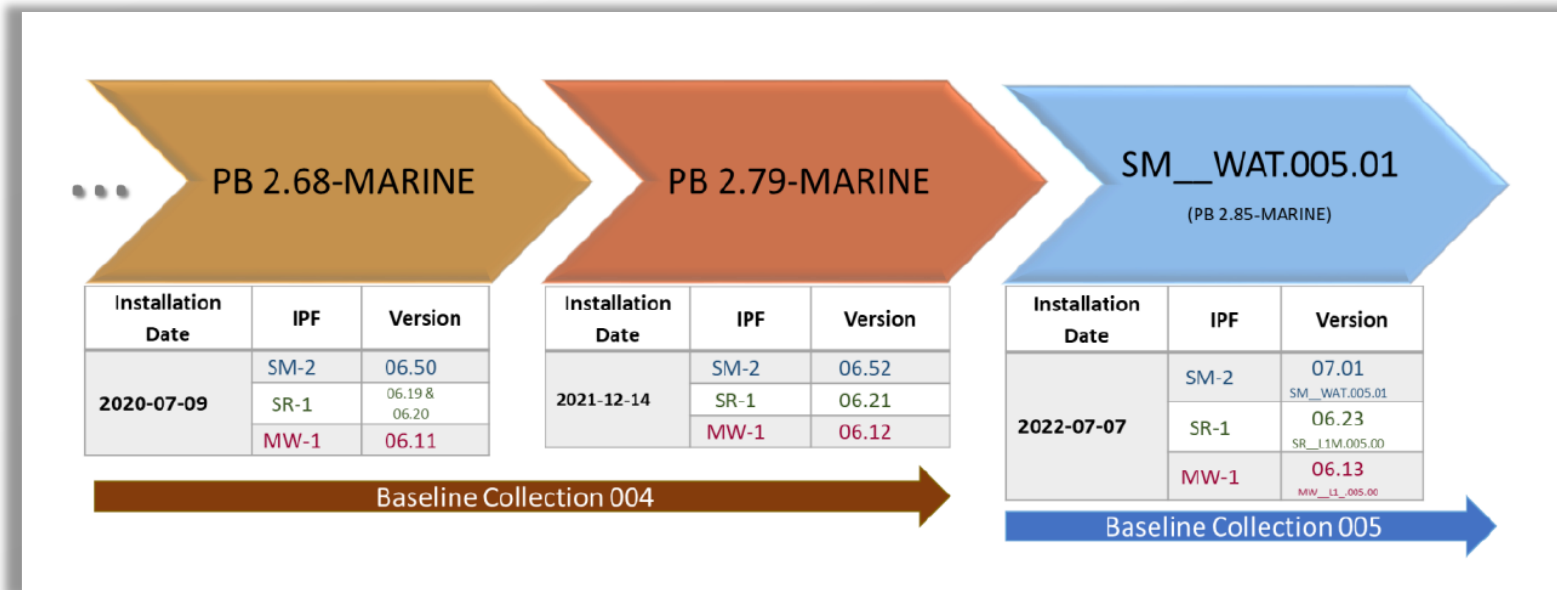 ...
PB 2.68-MARINE
PB 2.79-MARINE
SM__WAT.005.01
(PB 2.85-MARINE)
Installation Date IPF Version
2020-07-09
SM-2 06.50
SR-1 06.19 & 06.20
MW-1 06.11
Installation Date IPF Version
2021-12-14
SM-2 06.52
SR-1 06.21
MW-1 06.12
Installation Date IPF Version
2022-07-07
SM-2 07.01
SM__WAT.005.01
SR-1 06.23
SR__L1M.005.00
MW-1 06.13
MW__L1_.005.00
Baseline Collection 004
Baseline Collection 005